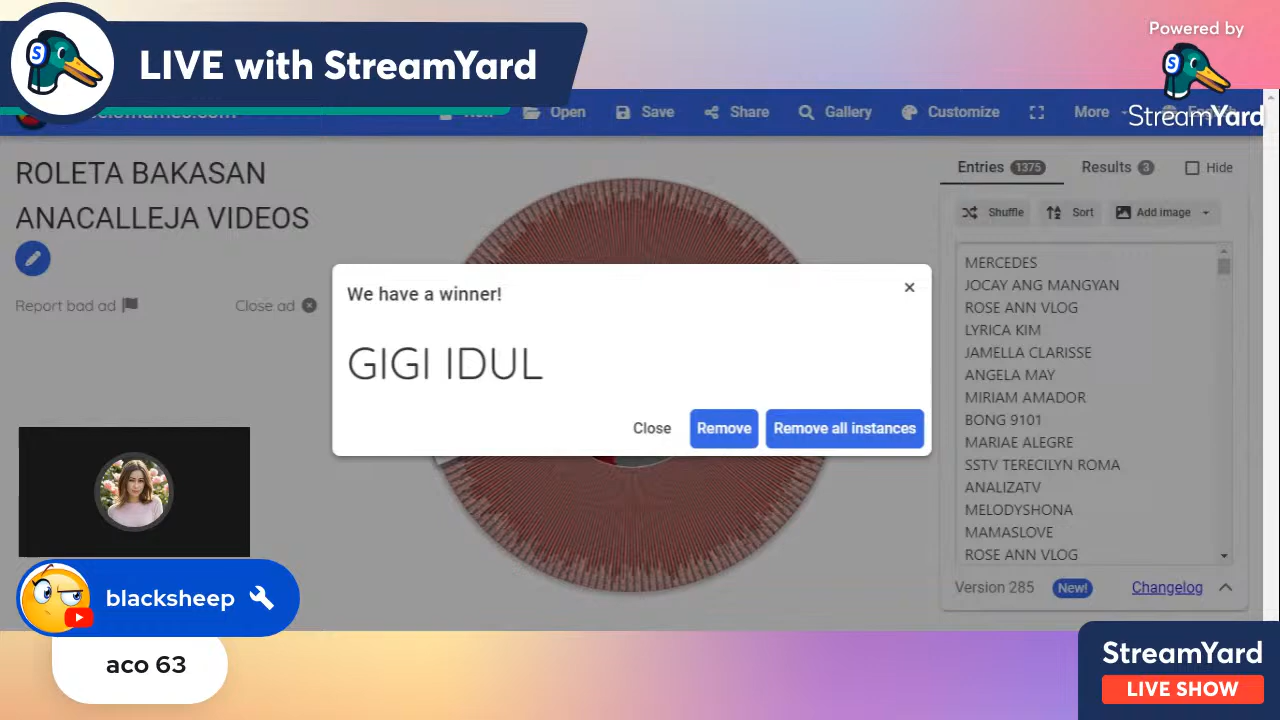 LIVE with StreamYard
Powered by
StreamYard
Open
Save
Share
Gallery
Customize
More
ROLETA BAKASAN
ANACALLEJA VIDEOS
Report bad ad
Close ad
Entries 1375
Results 3
Hide
Shuffle
Sort
Add image
MERCEDES
JOCAY ANG MANGYAN
ROSE ANN VLOG
LYRICA KIM
JAMELLA CLARISSE
ANGELA MAY
MIRIAM AMADOR
BONG 9101
MARIAE ALEGRE
SSTV TERECILYN ROMA
ANALIZATV
MELODYSHONA
MAMASLOVE
ROSE ANN VLOG
Version 285
New!
Changelog
We have a winner!
GIGI IDUL
Close
Remove
Remove all instances
blacksheep
aco 63
StreamYard
LIVE SHOW